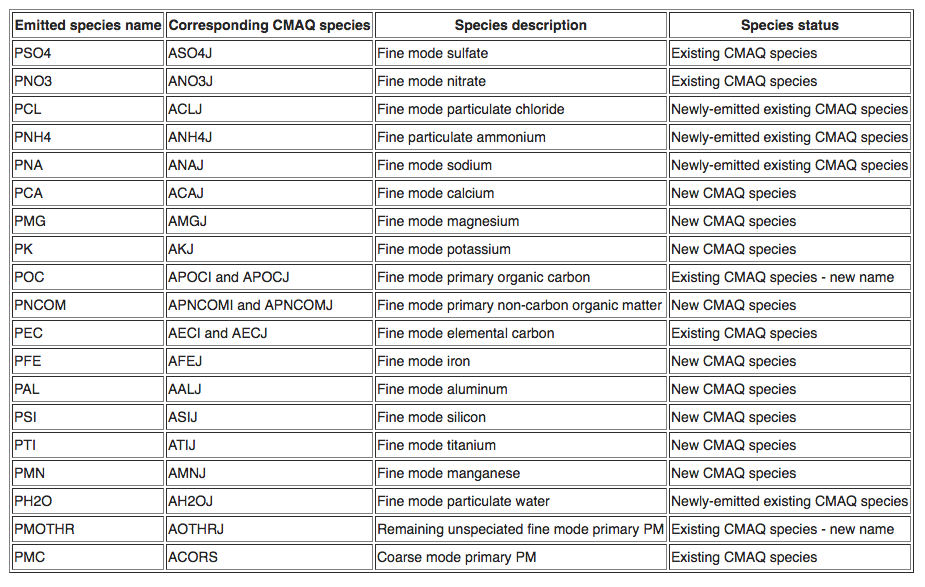 Emitted species name Corresponding CMAQ species Species description Species status
PSO4 ASO4J Fine mode sulfate Existing CMAQ species
PNO3 ANO3J Fine mode nitrate Existing CMAQ species
PCL ACLJ Fine mode particulate chloride Newly-emitted existing CMAQ species
PNH4 ANH4J Fine particulate ammonium Newly-emitted existing CMAQ species
PNA ANAJ Fine mode sodium Newly-emitted existing CMAQ species
PCA ACAJ Fine mode calcium New CMAQ species
PMG AMGJ Fine mode magnesium New CMAQ species
PK AKJ Fine mode potassium New CMAQ species
POC APOCI and APOCJ Fine mode primary organic carbon Existing CMAQ species - new name
PNCOM APNCOMI and APNCOMJ Fine mode primary non-carbon organic matter New CMAQ species
PEC AECI and AECJ Fine mode elemental carbon Existing CMAQ species
PFE AFEJ Fine mode iron New CMAQ species
PAL AALJ Fine mode aluminum New CMAQ species
PSI ASIJ Fine mode silicon New CMAQ species
PTI ATIJ Fine mode titanium New CMAQ species
PMN AMNJ Fine mode manganese New CMAQ species
PH2O AH2OJ Fine mode particulate water Newly-emitted existing CMAQ species
PMOTHR AOTHRJ Remaining unspeciated fine mode primary PM Existing CMAQ species - new name
PMC ACORS Coarse mode primary PM Existing CMAQ species